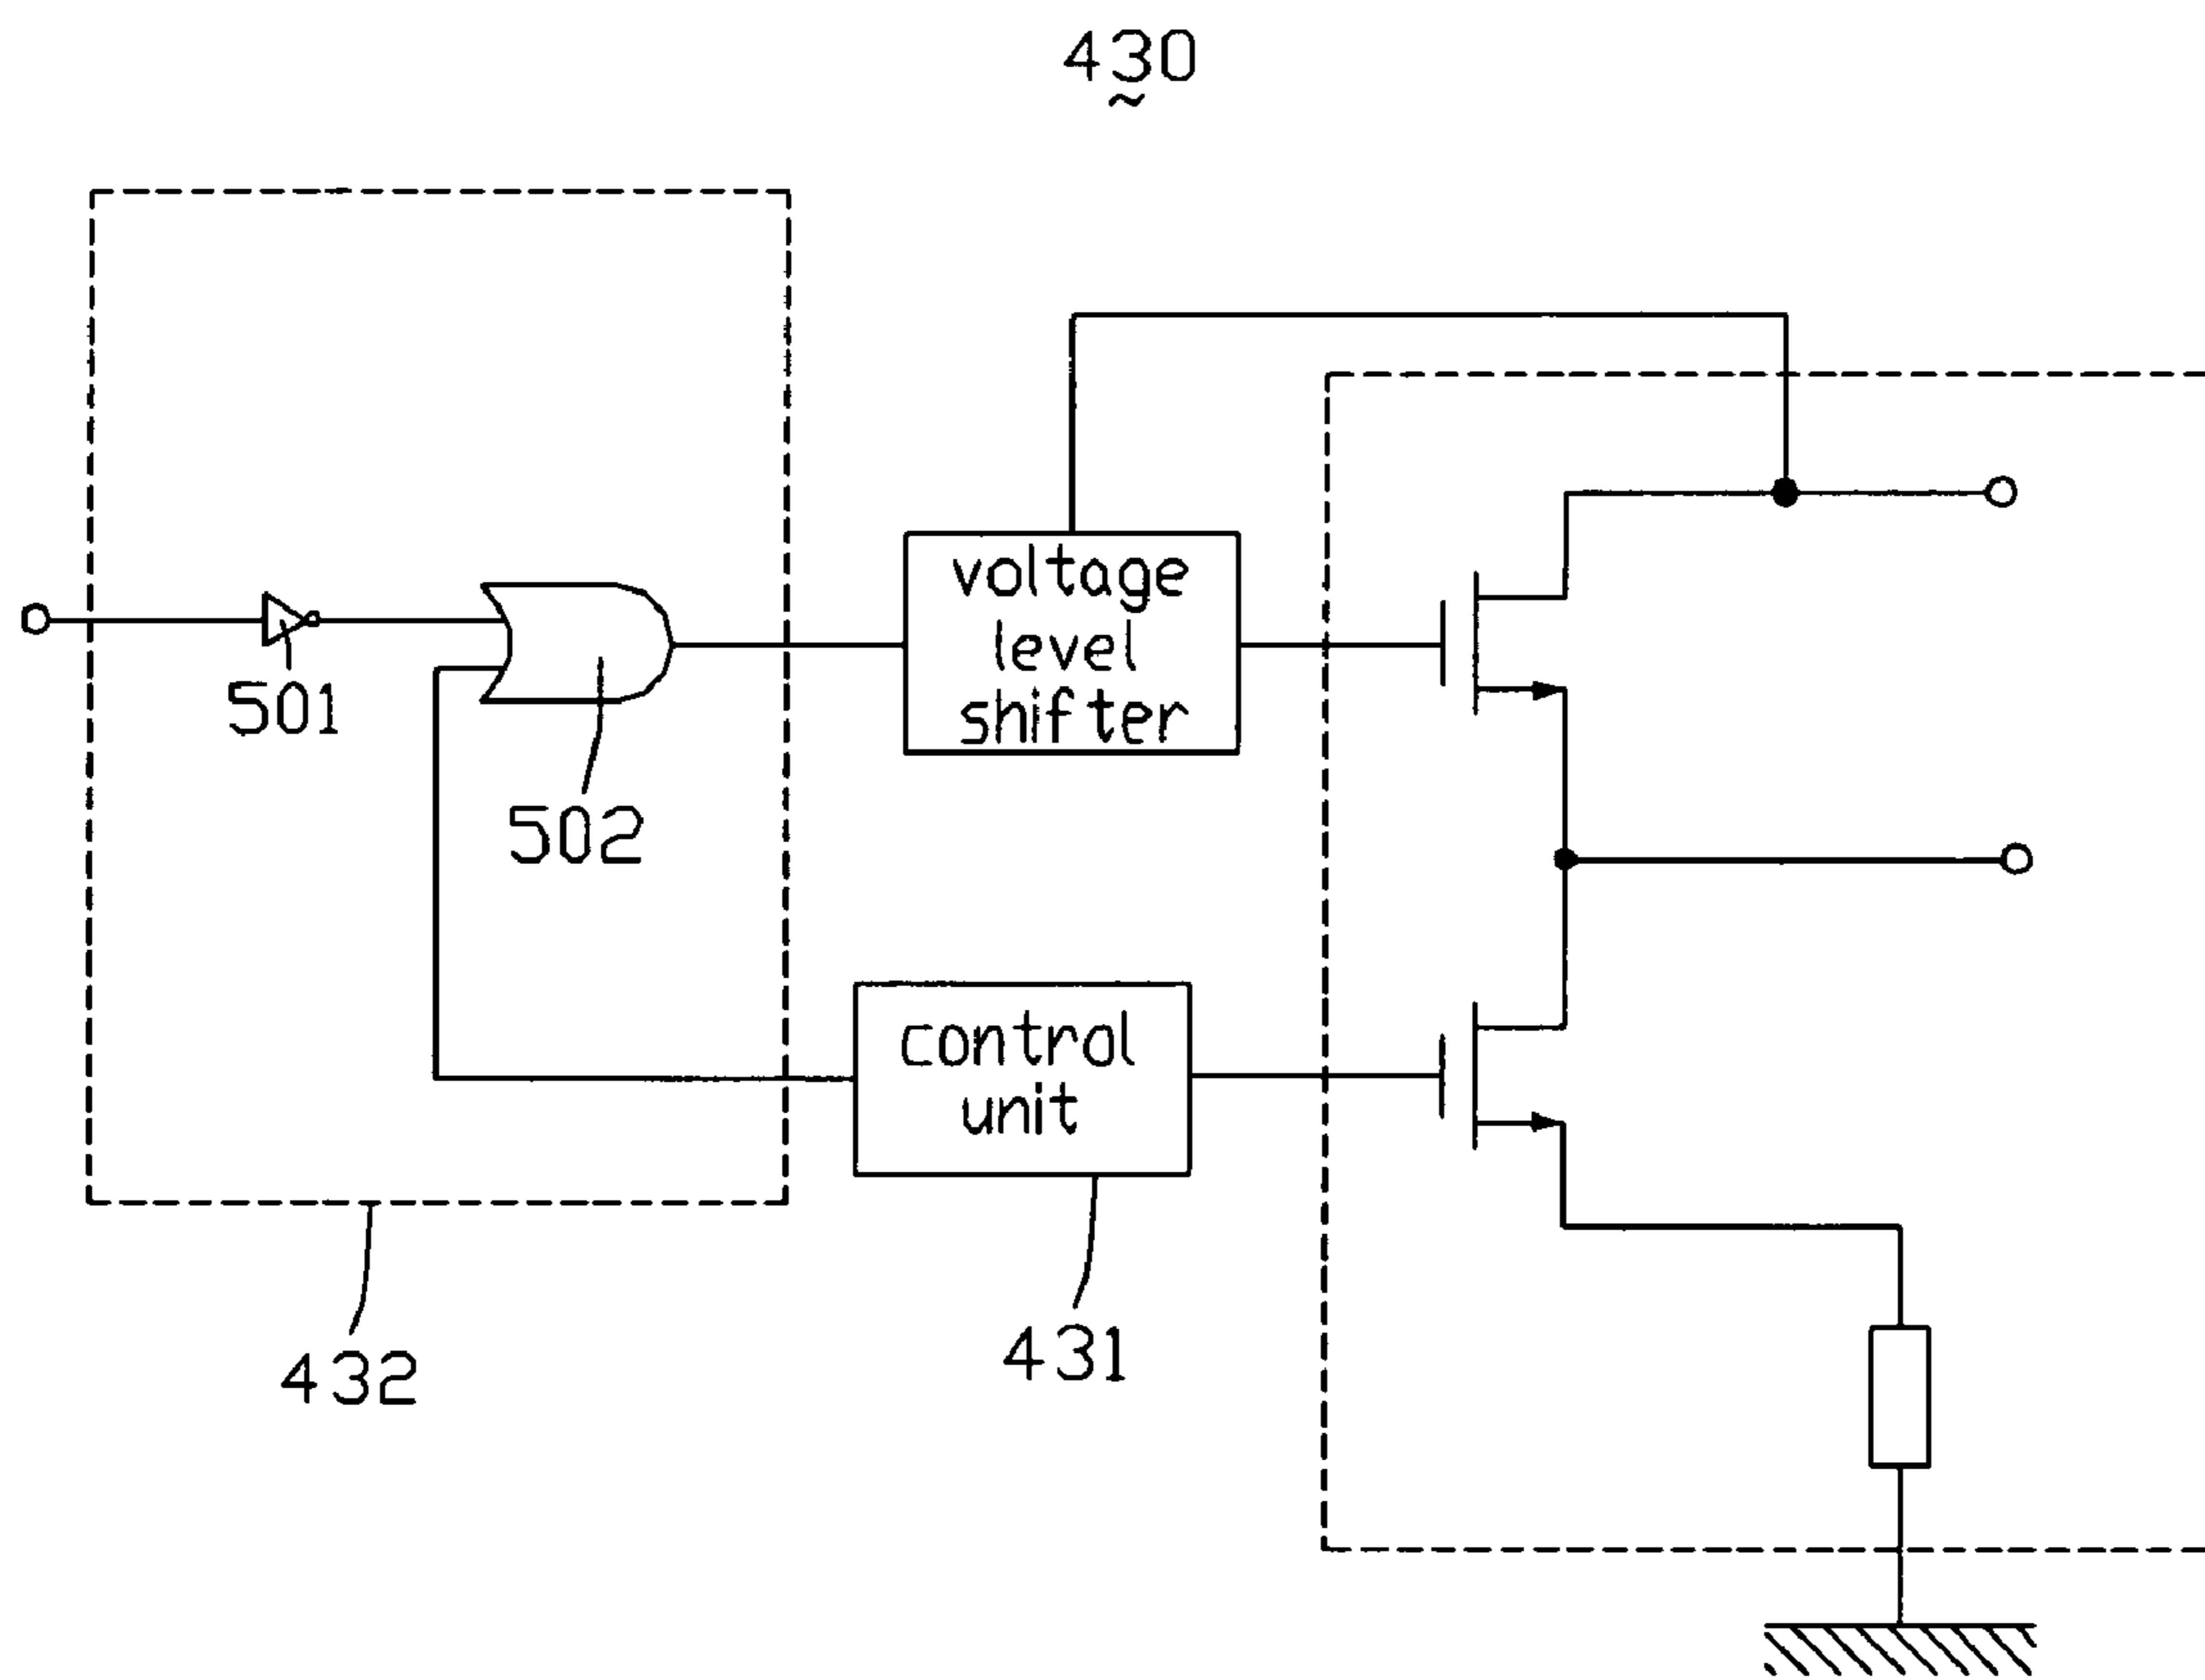 430
voltage
level
shifter
501
502
control
unit
432
431